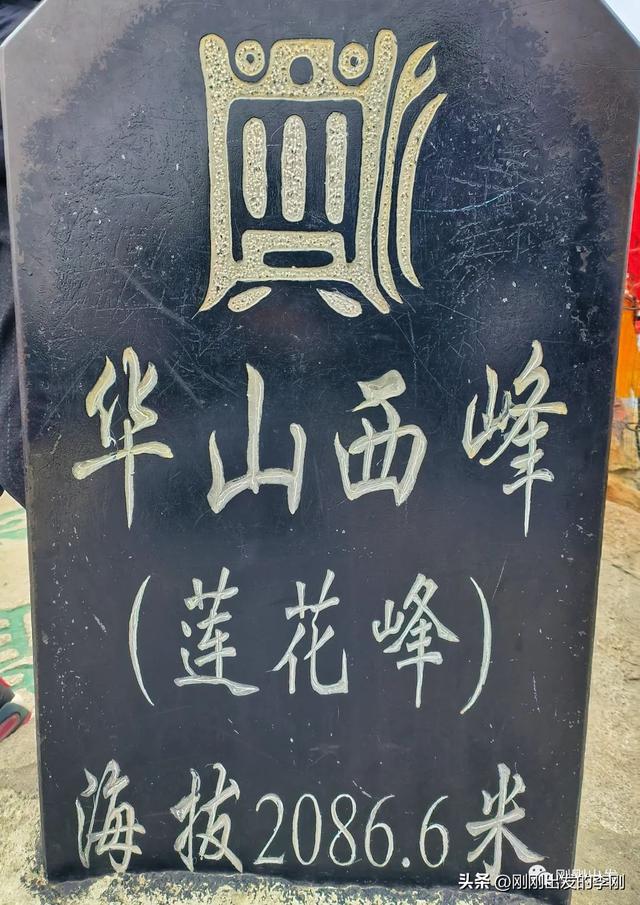 华山西峰
(莲花峰)
海拔2086.6米
头条 @刚刚出发的李刚